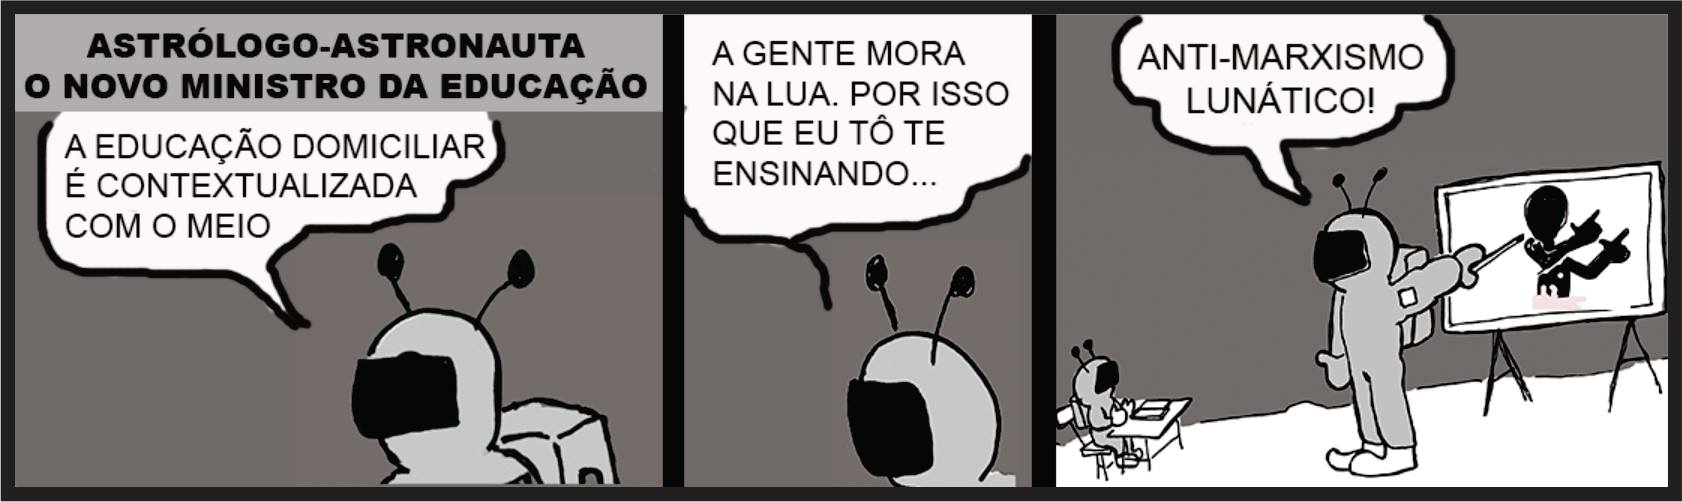 ASTRÓLOGO-ASTRONAUTA
O NOVO MINISTRO DA EDUCAÇÃO
A EDUCAÇÃO DOMICILIAR
É CONTEXTUALIZADA
COM O MEIO
A GENTE MORA
NA LUA. POR ISSO
QUE EU TÔ TE
ENSINANDO...
ANTI-MARXISMO
LUNÁTICO!